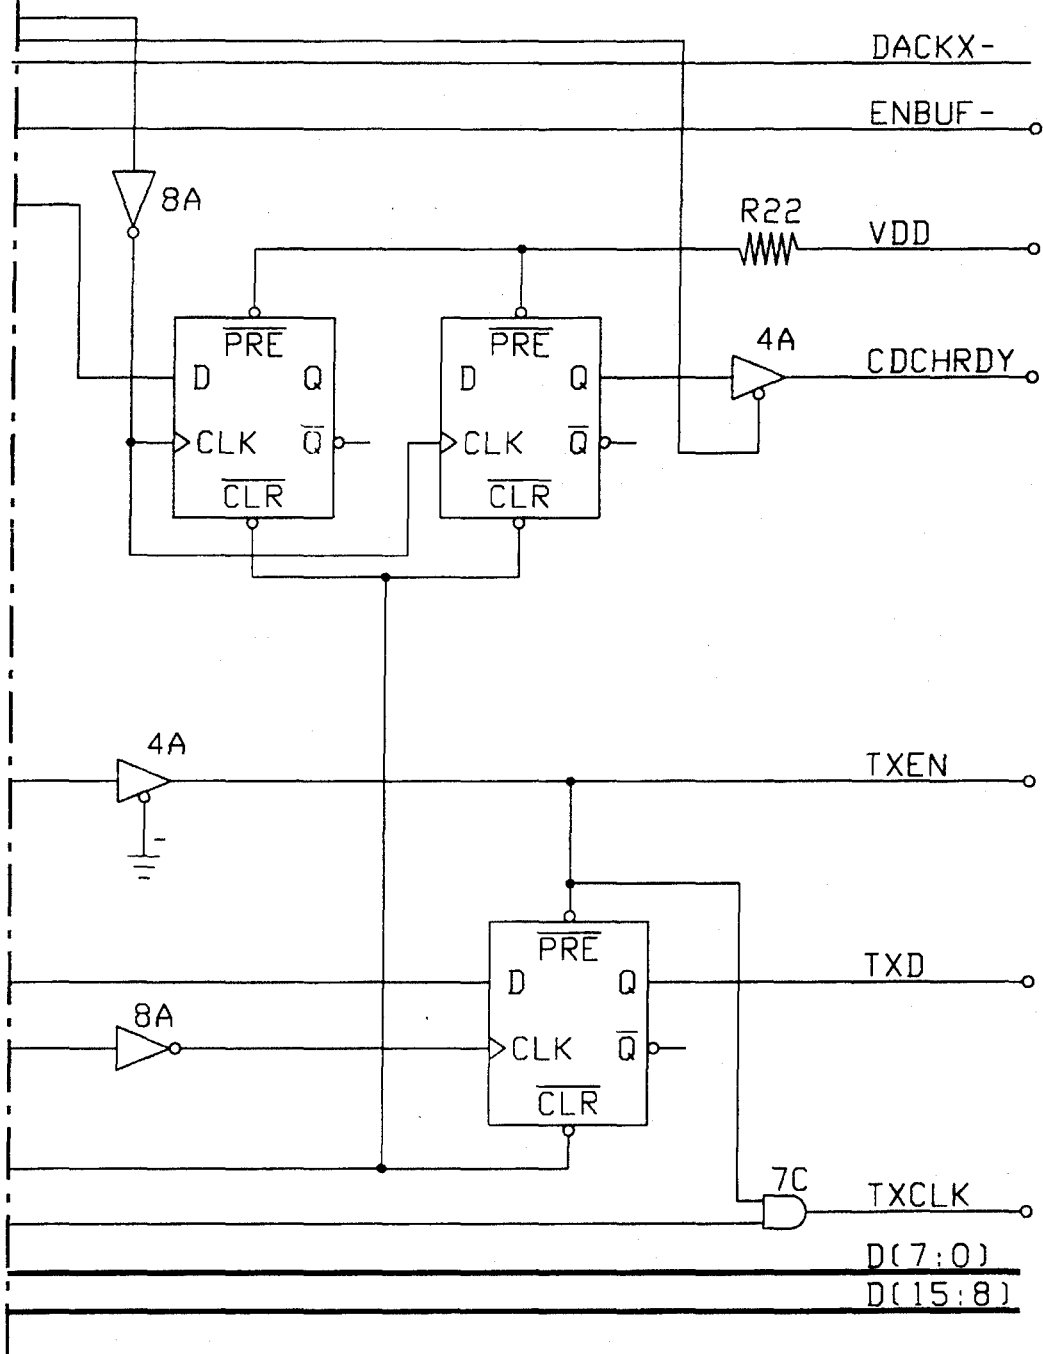 DACKX-
ENBUF-
8A
R22
VDD
PRE
PRE
4A
D Q
D Q
CDCHRDY
CLK Q
CLK Q
CLR
CLR
4A
TXEN
PRE
D Q
TXD
8A
CLK Q
CLR
7C
TXCLK
D(7:0)
D(15:8)